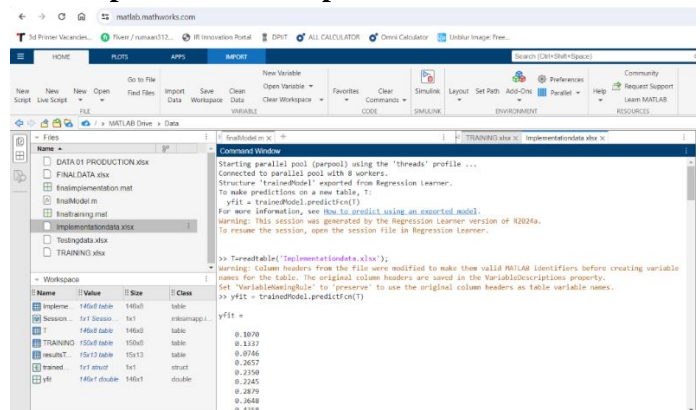 matlab.mathworks.com
3d Primer Vacancies...
Fiverr / rumaan312...
IR Innovation Portal
DPIIT
ALL CALCULATOR
Omni Calculator
Unblur Image: Free...
HOME
PLOTS
APPS
IMPORT
Search (Ctrl+Shift+Space)
New Script
New Live Script
New
Open
Go to File
Find Files
Import Data
Save Workspace
Clean Data
New Variable
Open Variable
Clear Workspace
Favorites
Clear Commands
Simulink
Layout
Set Path
Add-Ons
Preferences
Parallel
Help
Community
Request Support
Learn MATLAB
FILE
VARIABLE
CODE
SIMULINK
ENVIRONMENT
RESOURCES
/ > MATLAB Drive > Data
Files
Name
DATA 01 PRODUCTION.xlsx
FINALDATA.xlsx
finalimplementation.mat
finalModel.m
finaltraining.mat
Implementationdata.xlsx
Testingdata.xlsx
TRAINING.xlsx
Workspace
Name Value Size Class
Impleme... 146x8 table 146x8 table
Session... 1x1 Sessio... 1x1
T 146x8 table 146x8 table
TRAINING 150x8 table 150x8 table
resultsT... 15x13 table 15x13 table
trained... 1x1 struct 1x1 struct
yfit 146x1 double 146x1 double
finalModel.m
TRAINING.xlsx
Implementationdata.xlsx
Command Window
Starting parallel pool (parpool) using the 'threads' profile ...
Connected to parallel pool with 8 workers.
Structure 'trainedModel' exported from Regression Learner.
To make predictions on a new table, T:
yfit = trainedModel.predictFcn(T)
For more information, see How to predict using an exported model.
Warning: This session was generated by the Regression Learner version of R2024a.
To resume the session, open the session file in Regression Learner.
>> T=readtable('Implementationdata.xlsx');
Warning: Column headers from the file were modified to make them valid MATLAB identifiers before creating variable
names for the table. The original column headers are saved in the VariableDescriptions property.
Set 'VariableNamingRule' to 'preserve' to use the original column headers as table variable names.
>> yfit = trainedModel.predictFcn(T)
yfit =
0.1070
0.1337
0.0746
0.2657
0.2350
0.2245
0.2879
0.3648